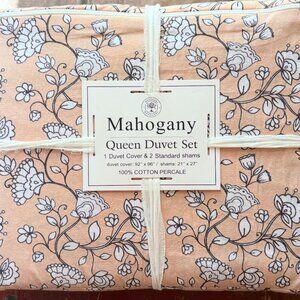 Mahogany
Queen Duvet Set
1 Duvet Cover & 2 Standard shams
duvet cover: 92" x 96" / shams: 21" x 27"
100% COTTON PERCALE